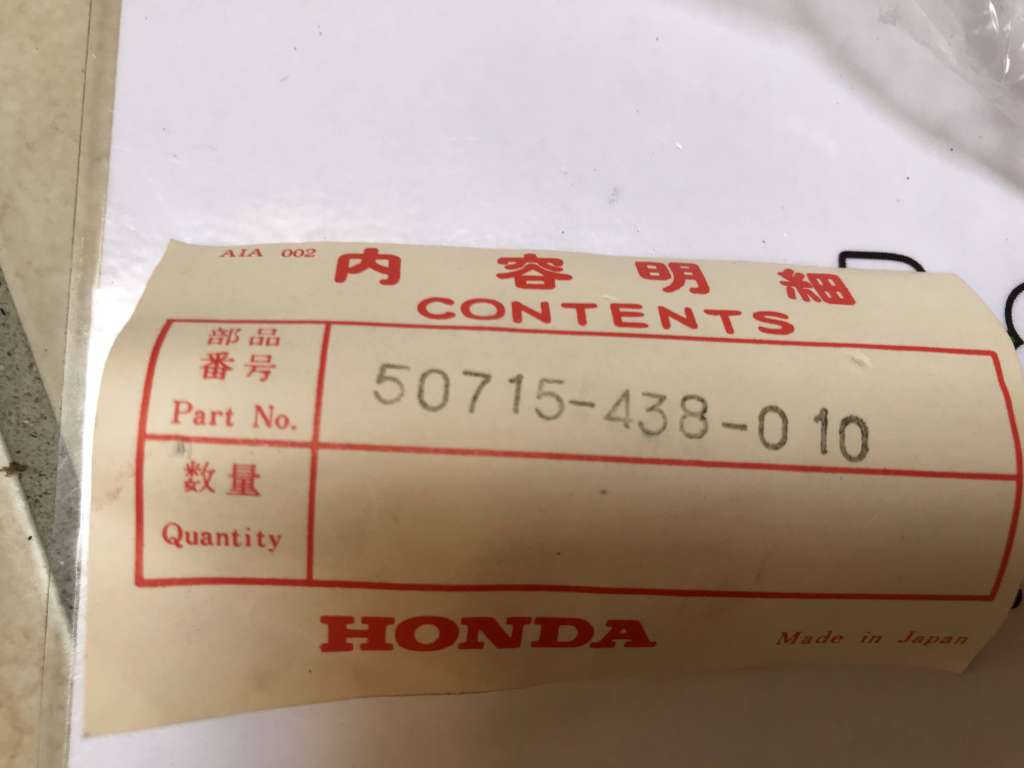 AIA 002
内容明細
CONTENTS
部品
番号
Part No.
50715-438-010
数量
Quantity
HONDA
Made in Japan